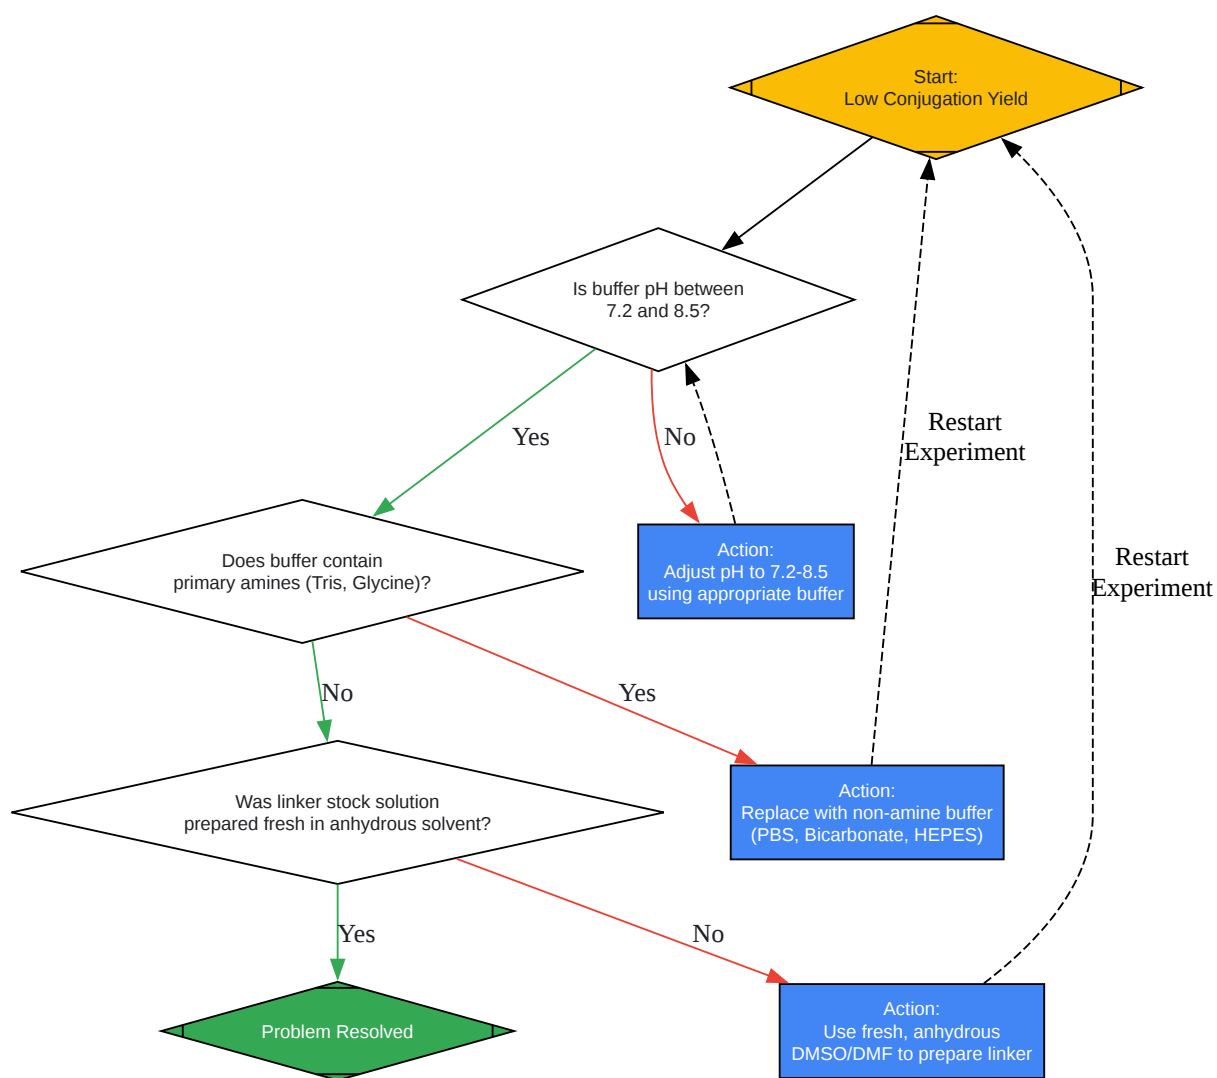 Start:
Low Conjugation Yield
Is buffer pH between
7.2 and 8.5?
Yes
No
Restart
Experiment
Does buffer contain
primary amines (Tris, Glycine)?
Action:
Adjust pH to 7.2-8.5
using appropriate buffer
Restart
Experiment
No
Yes
Was linker stock solution
prepared fresh in anhydrous solvent?
Action:
Replace with non-amine buffer
(PBS, Bicarbonate, HEPES)
Yes
No
Problem Resolved
Action:
Use fresh, anhydrous
DMSO/DMF to prepare linker